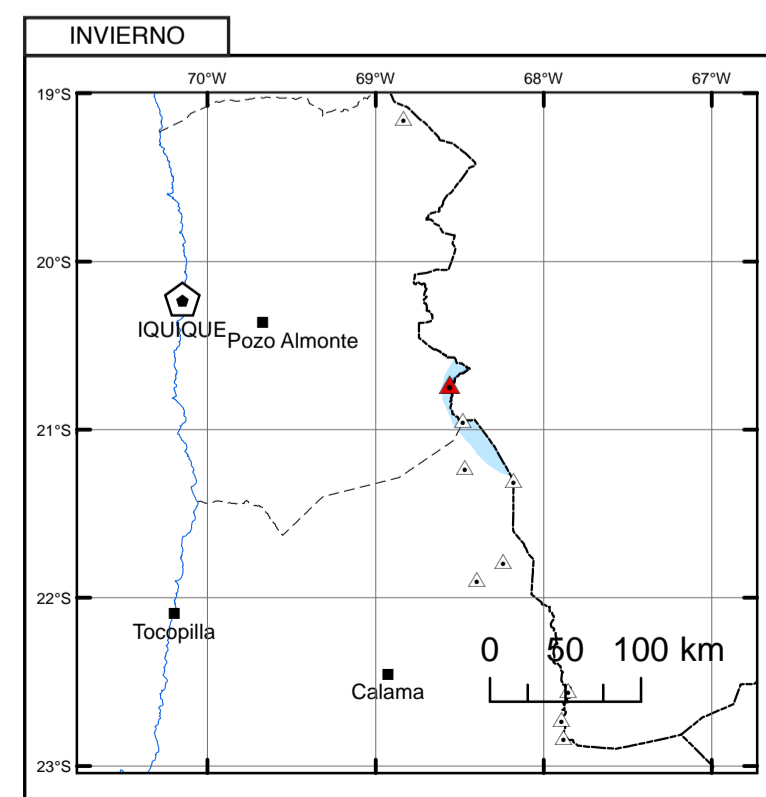 INVIERNO
70°W 69°W 68°W 67°W
19°S
20°S
IQUIQUE
Pozo Almonte
21°S
22°S
Tocopilla
0 50 100 km
Calama
23°S